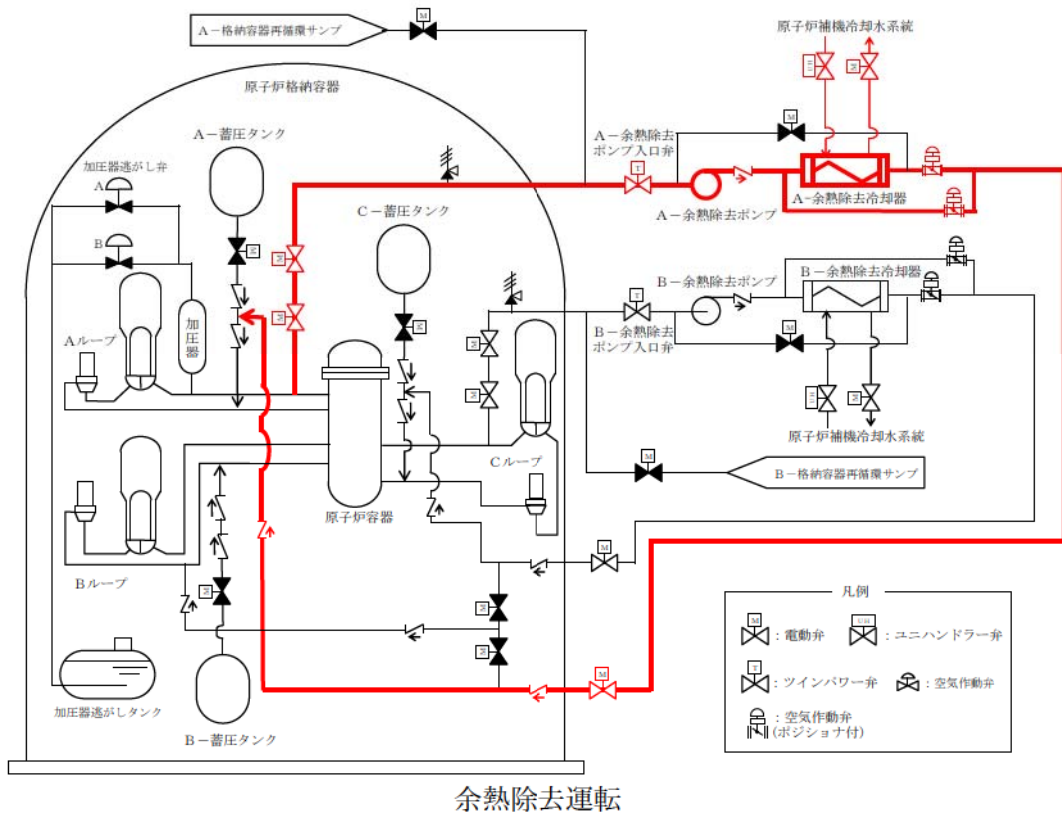 A－格納容器再循環サンプ
M
原子炉補機冷却水系統
UH
M
原子炉格納容器
A－蓄圧タンク
A－余熱除去
ポンプ入口弁
M
T
A－余熱除去冷却器
A－余熱除去ポンプ
加圧器逃がし弁
A
B
C－蓄圧タンク
M
M
M
M
B－余熱除去ポンプ
B－余熱除去冷却器
T
B－余熱除去
ポンプ入口弁
M
Aループ
加圧器
M
M
UH
M
原子炉補機冷却水系統
Cループ
M
B－格納容器再循環サンプ
原子炉容器
Bループ
M
M
M
M
M
加圧器逃がしタンク
B－蓄圧タンク
凡例
M
：電動弁
UH
：ユニハンドラー弁
T
：ツインパワー弁
：空気作動弁
：空気作動弁
(ポジショナ付)
余熱除去運転